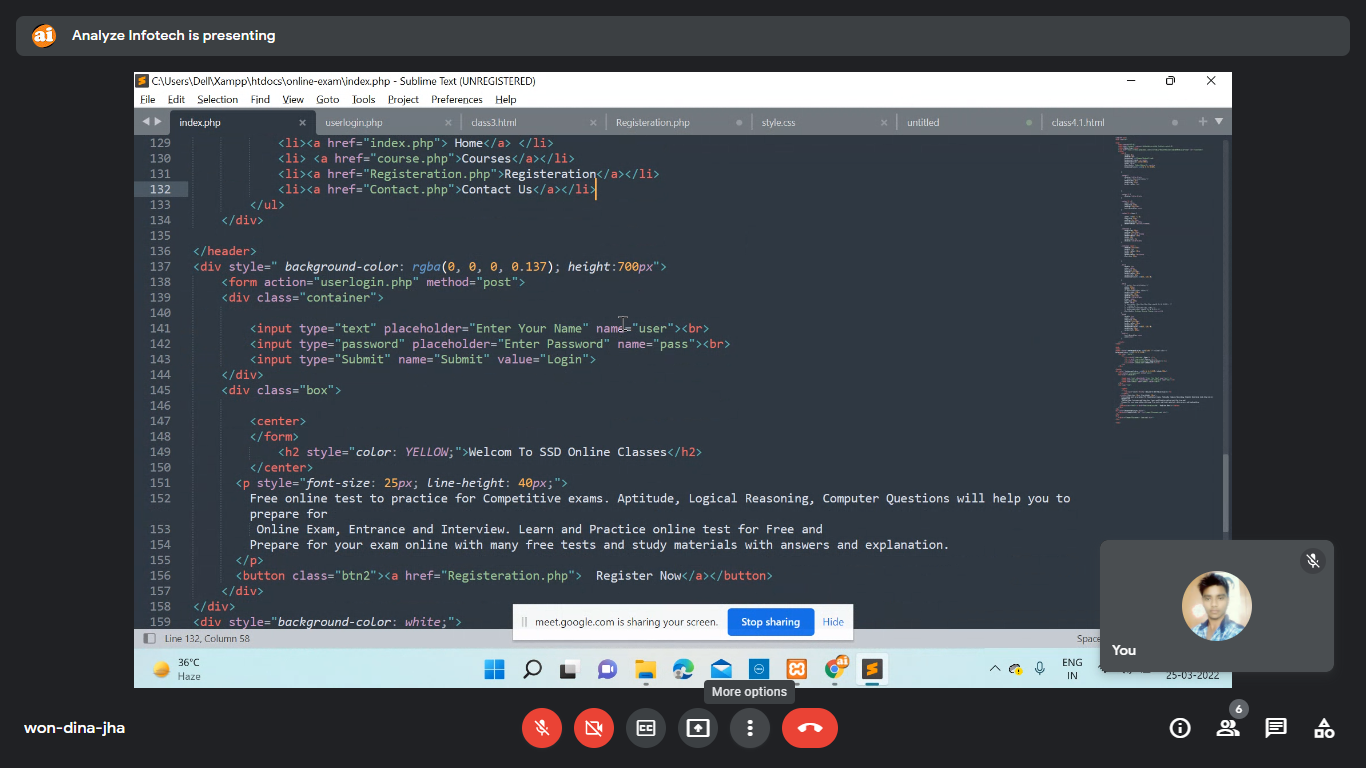 ai Analyze Infotech is presenting
C:\Users\Dell\Xampp\htdocs\online-exam\index.php - Sublime Text (UNREGISTERED)
File Edit Selection Find View Goto Tools Project Preferences Help
index.php userlogin.php class3.html Registeration.php style.css untitled class4.1.html
129 <li><a href="index.php"> Home</a> </li>
130 <li> <a href="course.php">Courses</a></li>
131 <li><a href="Registeration.php">Registeration</a></li>
132 <li><a href="Contact.php">Contact Us</a></li>
133 </ul>
134 </div>
135
136 </header>
137 <div style=" background-color: rgba(0, 0, 0, 0.137); height:700px">
138 <form action="userlogin.php" method="post">
139 <div class="container">
140
141 <input type="text" placeholder="Enter Your Name" name="user"><br>
142 <input type="password" placeholder="Enter Password" name="pass"><br>
143 <input type="Submit" name="Submit" value="Login">
144 </div>
145 <div class="box">
146
147 <center>
148 </form>
149 <h2 style="color: YELLOW;">Welcom To SSD Online Classes</h2>
150 </center>
151 <p style="font-size: 25px; line-height: 40px;">
152 Free online test to practice for Competitive exams. Aptitude, Logical Reasoning, Computer Questions will help you to
prepare for
153 Online Exam, Entrance and Interview. Learn and Practice online test for Free and
154 Prepare for your exam online with many free tests and study materials with answers and explanation.
155 </p>
156 <button class="btn2"><a href="Registeration.php"> Register Now</a></button>
157 </div>
158 </div>
159 <div style="background-color: white;">
meet.google.com is sharing your screen. Stop sharing Hide
Line 132, Column 58
You
36°C
Haze
ENG
IN
25-03-2022
More options
won-dina-jha
6